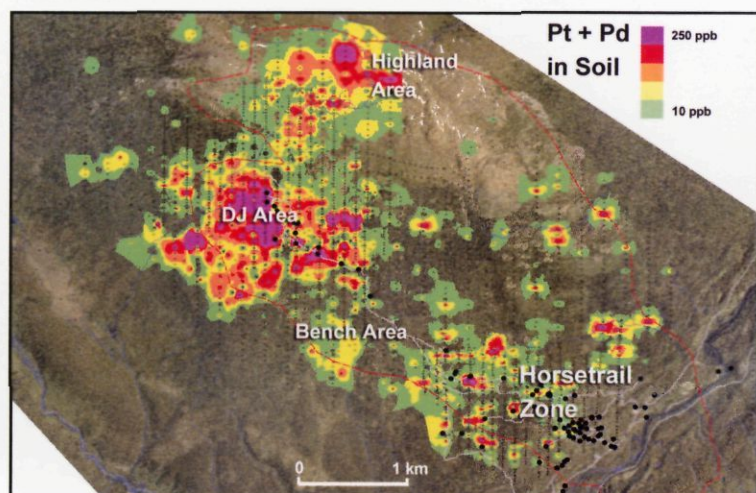 Pt + Pd
in Soil
250 ppb
10 ppb
Highland
Area
DJ Area
Bench Area
Horsetrail
Zone
0 1 km